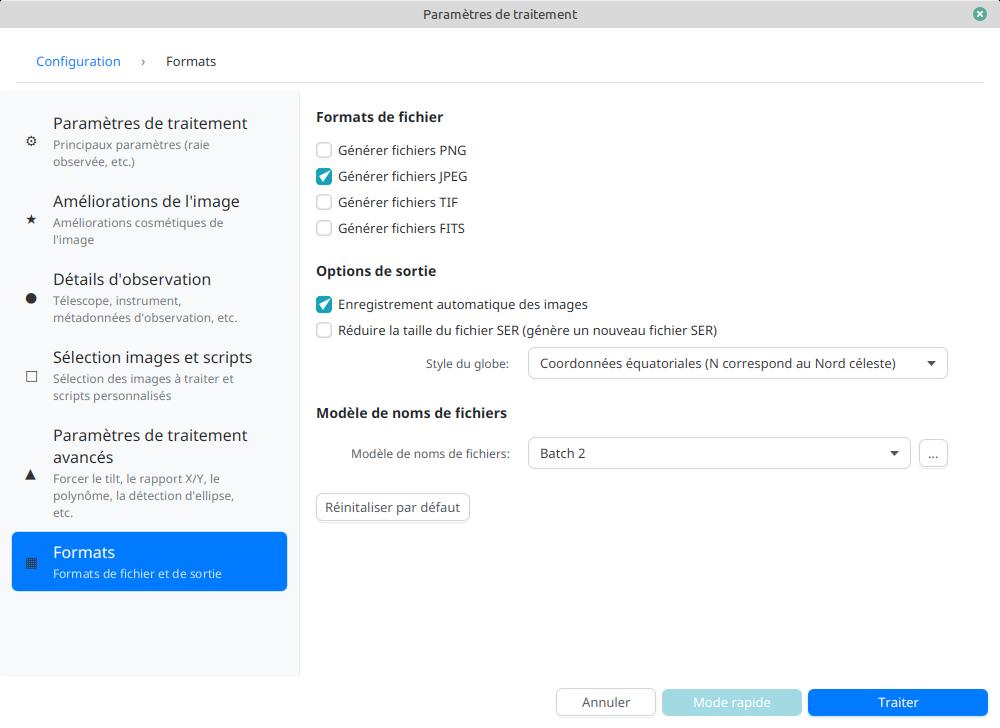 Paramètres de traitement
Configuration › Formats
Paramètres de traitement
Principaux paramètres (raie
observée, etc.)
Améliorations de l'image
Améliorations cosmétiques de
l'image
Détails d'observation
Télescope, instrument,
métadonnées d'observation, etc.
Sélection images et scripts
Sélection des images à traiter et
scripts personnalisés
Paramètres de traitement
avancés
Forcer le tilt, le rapport X/Y, le
polynôme, la détection d'ellipse,
etc.
Formats
Formats de fichier et de sortie
Formats de fichier
Générer fichiers PNG
Générer fichiers JPEG
Générer fichiers TIF
Générer fichiers FITS
Options de sortie
Enregistrement automatique des images
Réduire la taille du fichier SER (génère un nouveau fichier SER)
Style du globe: Coordonnées équatoriales (N correspond au Nord céleste)
Modèle de noms de fichiers
Modèle de noms de fichiers: Batch 2 ...
Réinitaliser par défaut
Annuler Mode rapide Traiter